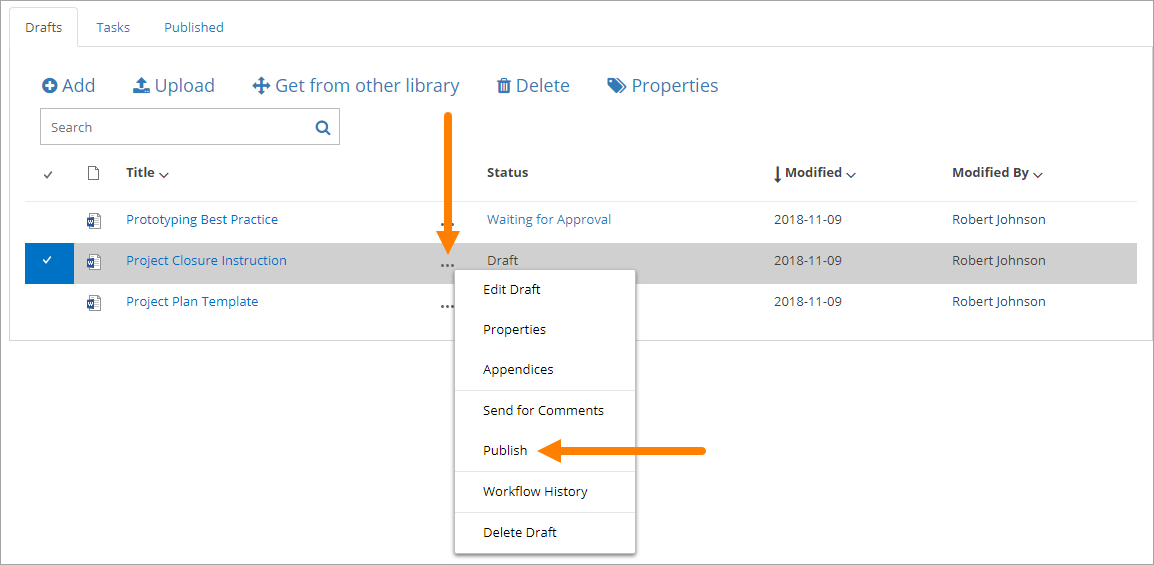 Drafts Tasks Published
Add Upload Get from other library Delete Properties
Search
Title Status Modified Modified By
Prototyping Best Practice ... Waiting for Approval 2018-11-09 Robert Johnson
Project Closure Instruction ... Draft 2018-11-09 Robert Johnson
Project Plan Template ... 2018-11-09 Robert Johnson
Edit Draft
Properties
Appendices
Send for Comments
Publish
Workflow History
Delete Draft